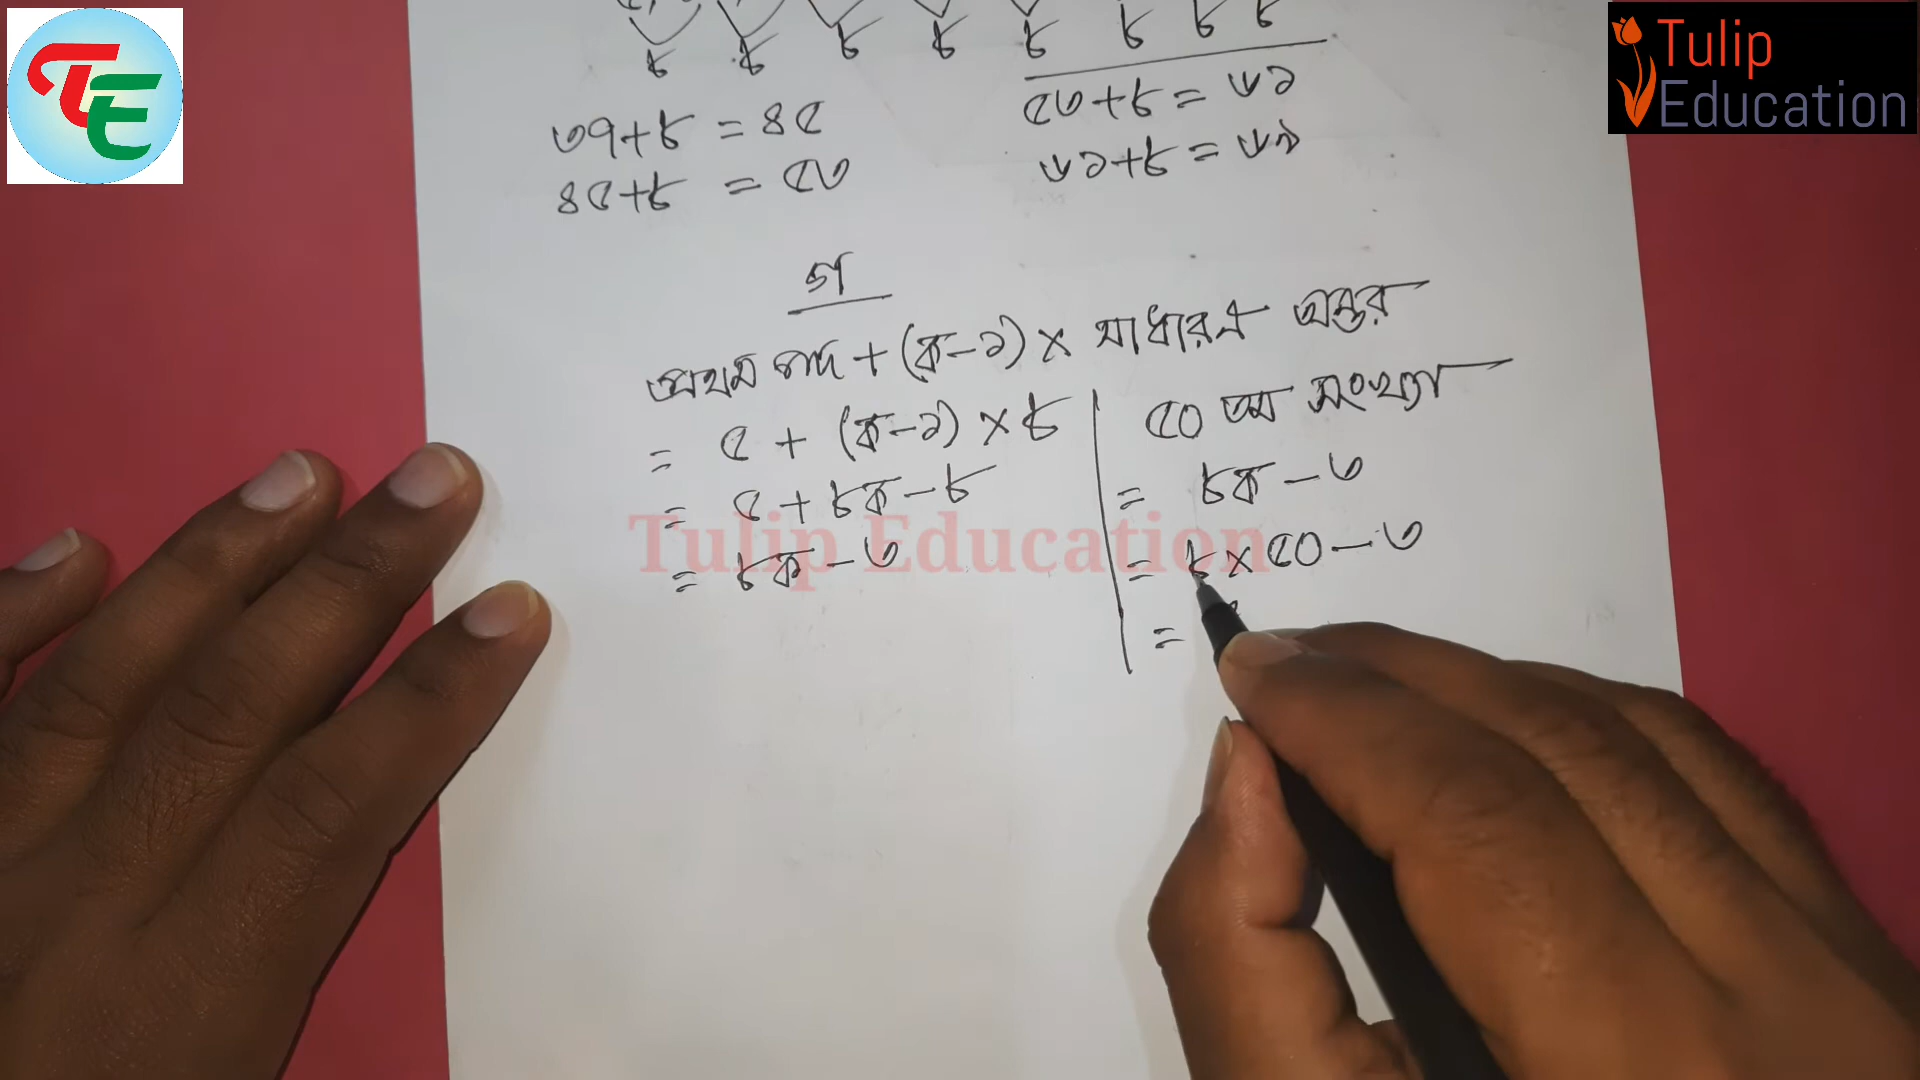 ৮ ৮ ৮ ৮ ৮ ৮ ৮ ৮
৩৭+৮ = ৪৫
৪৫+৮ = ৫৩
৫৩+৮ = ৬১
৬১+৮ = ৬৯
গ
প্রথম পদ + (ক-১) × সাধারণ অন্তর
= ৫ + (ক-১) × ৮
= ৫ + ৮ক - ৮
= ৮ক - ৩
৫০ তম সংখ্যা
= ৮ক - ৩
= ৮ × ৫০ - ৩
=
TE
Tulip
Education
Tulip Education